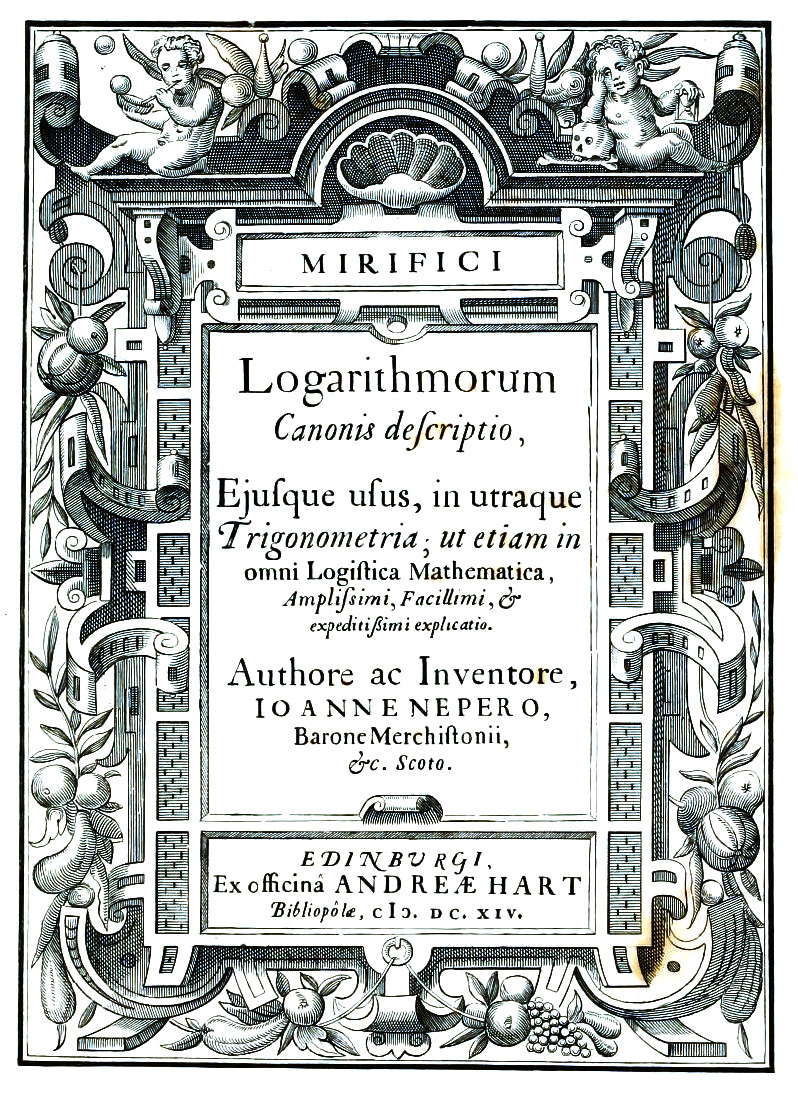 MIRIFICI
Logarithmorum
Canonis deſcriptio,
Ejuſque uſus, in utraque
Trigonometria; ut etiam in
omni Logiſtica Mathematica,
Ampliſsimi, Facillimi, &
expeditißimi explicatio.
Authore ac Inventore,
IOANNE NEPERO,
Barone Merchiſtonii,
&c. Scoto.
EDINBURGI,
Ex officinâ ANDREÆ HART
Bibliopôlæ, CIↃ. DC. XIV.